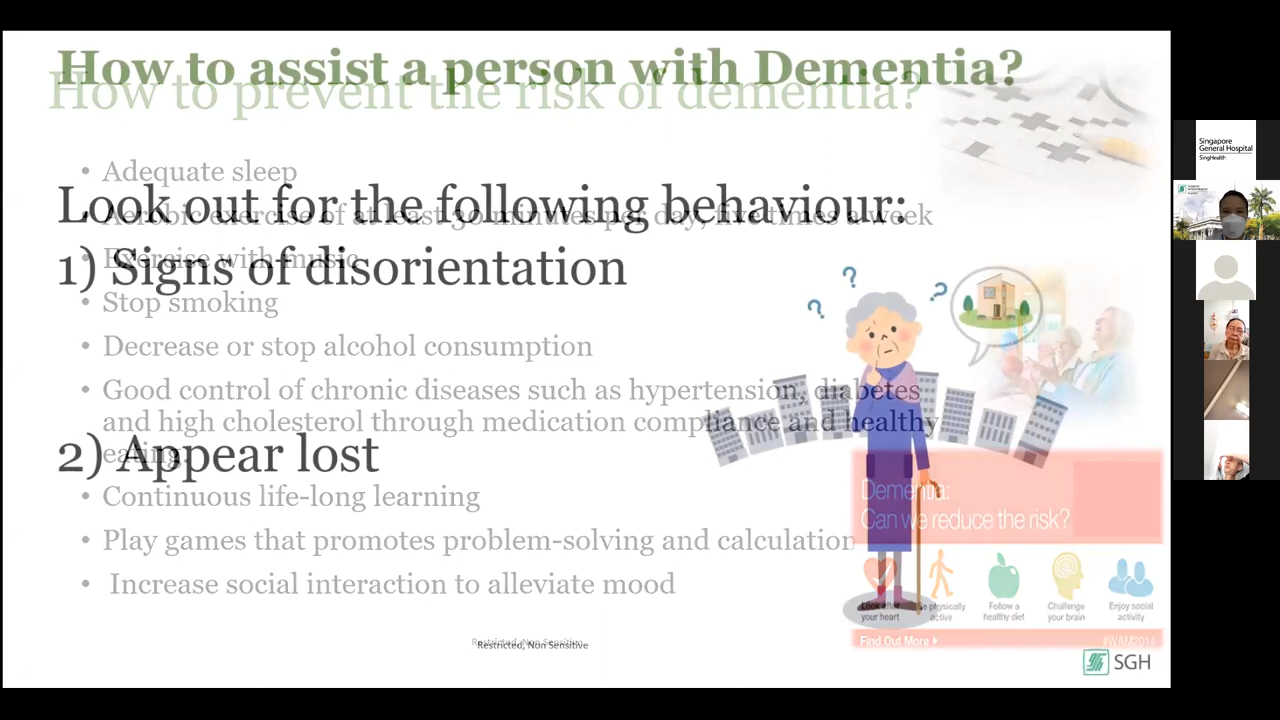 How to assist a person with Dementia?
How to prevent the risk of dementia?
• Adequate sleep
Look out for the following behaviour:
• Aerobic exercise of at least 30 minutes per day, five times a week
• Exercise with music
1) Signs of disorientation
• Stop smoking
• Decrease or stop alcohol consumption
• Good control of chronic diseases such as hypertension, diabetes
and high cholesterol through medication compliance and healthy
eating
2) Appear lost
• Continuous life-long learning
• Play games that promotes problem-solving and calculation
• Increase social interaction to alleviate mood
? ? ?
Dementia:
Can we reduce the risk?
Look after
your heart
Be physically
active
Follow a
healthy diet
Challenge
your brain
Enjoy social
activity
Find Out More
#WAM2014
Restricted, Non Sensitive
Restricted, Non Sensitive
SGH
Singapore
General Hospital
SingHealth